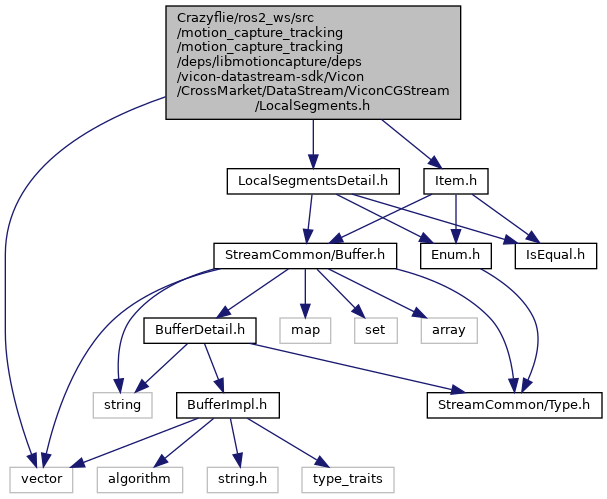 Crazyflie/ros2_ws/src
/motion_capture_tracking
/motion_capture_tracking
/deps/libmotioncapture/deps
/vicon-datastream-sdk/Vicon
/CrossMarket/DataStream/ViconCGStream
/LocalSegments.h
LocalSegmentsDetail.h
Item.h
StreamCommon/Buffer.h
Enum.h
IsEqual.h
BufferDetail.h
map
set
array
string
BufferImpl.h
StreamCommon/Type.h
vector
algorithm
string.h
type_traits